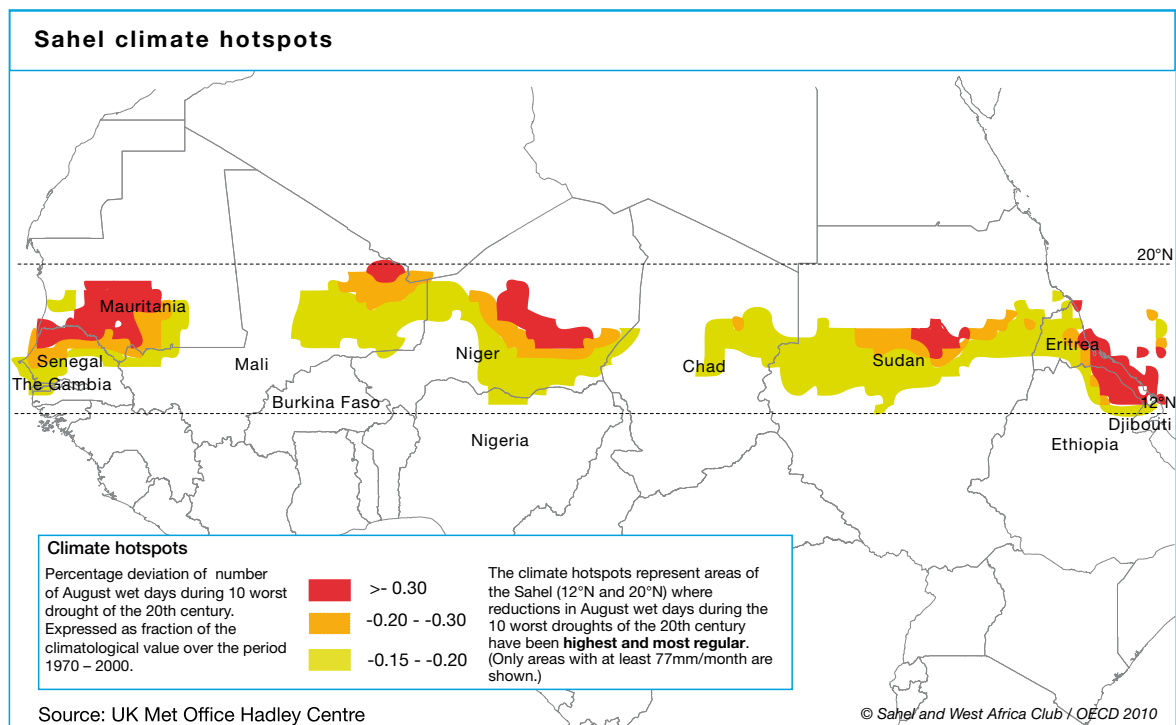 Sahel climate hotspots
20°N
Mauritania
Senegal
The Gambia
Mali
Burkina Faso
Niger
Nigeria
Chad
Sudan
Eritrea
12°N
Djibouti
Ethiopia
Climate hotspots
Percentage deviation of number
of August wet days during 10 worst
drought of the 20th century.
Expressed as fraction of the
climatological value over the period
1970 – 2000.
>- 0.30
-0.20 - -0.30
-0.15 - -0.20
The climate hotspots represent areas of
the Sahel (12°N and 20°N) where
reductions in August wet days during the
10 worst droughts of the 20th century
have been highest and most regular.
(Only areas with at least 77mm/month are
shown.)
Source: UK Met Office Hadley Centre
© Sahel and West Africa Club / OECD 2010